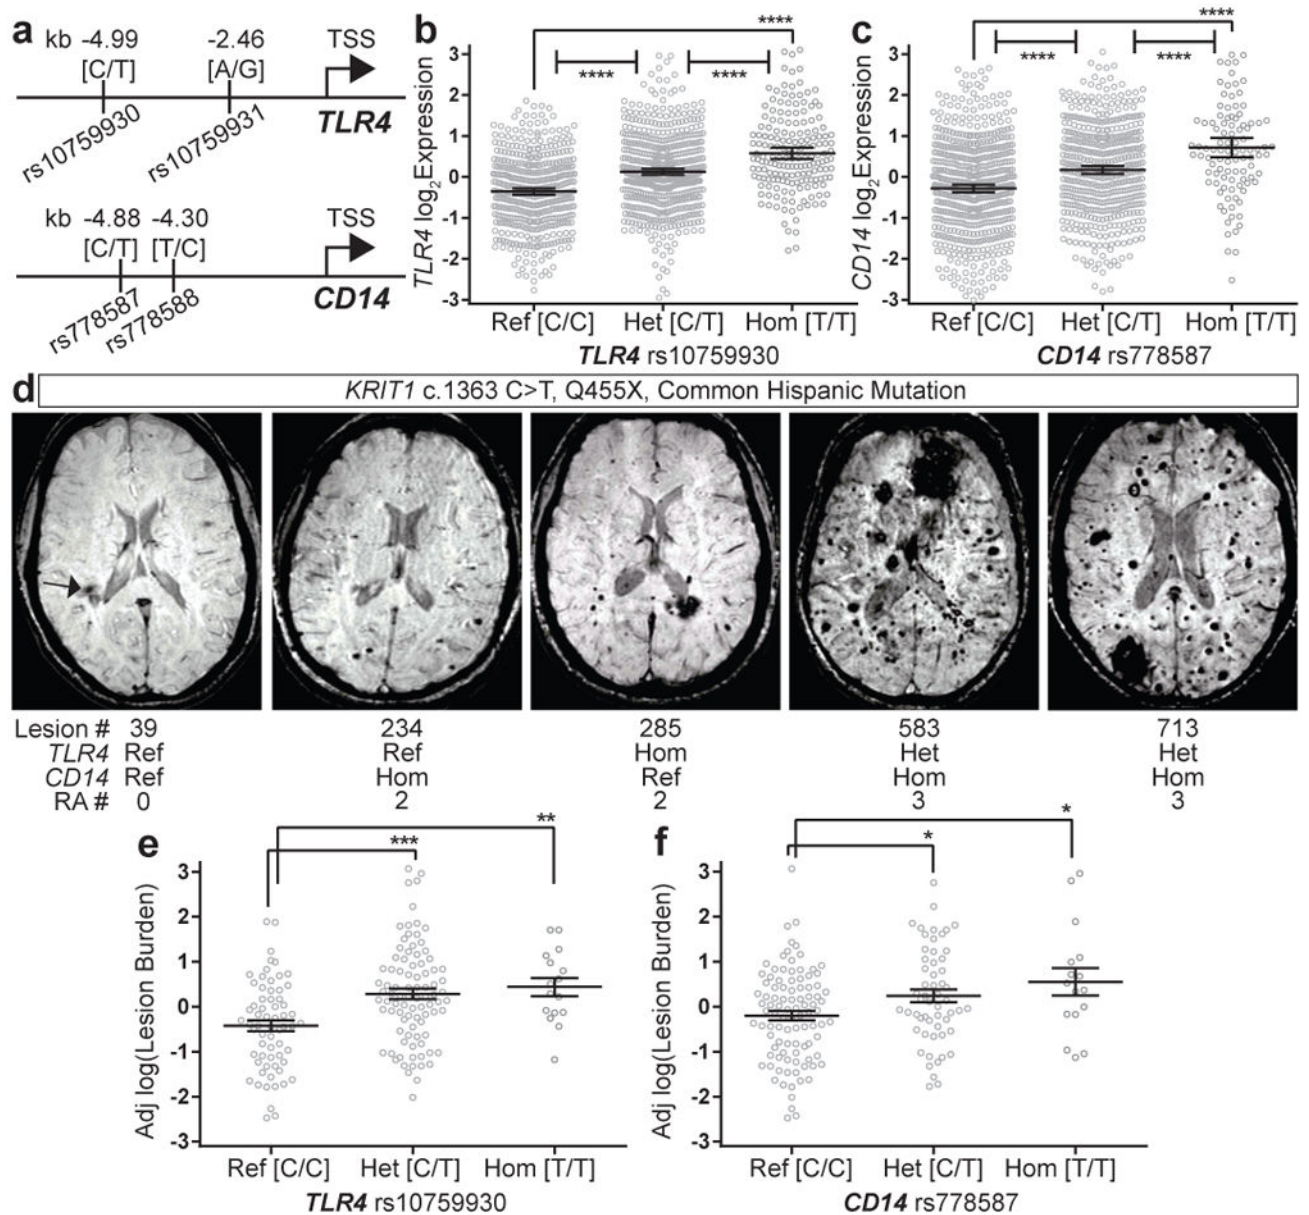 a
kb -4.99 -2.46 TSS
[C/T] [A/G]
rs10759930 rs10759931 TLR4
kb -4.88 -4.30 TSS
[C/T] [T/C]
rs778587 rs778588 CD14
b
****
**** ****
TLR4 log2Expression
3
2
1
0
-1
-2
-3
Ref [C/C] Het [C/T] Hom [T/T]
TLR4 rs10759930
c
****
**** ****
CD14 log2Expression
3
2
1
0
-1
-2
-3
Ref [C/C] Het [C/T] Hom [T/T]
CD14 rs778587
d
KRIT1 c.1363 C>T, Q455X, Common Hispanic Mutation
Lesion # 39 234 285 583 713
TLR4 Ref Ref Hom Het Het
CD14 Ref Hom Ref Hom Hom
RA # 0 2 2 3 3
e
**
***
Adj log(Lesion Burden)
3
2
1
0
-1
-2
-3
Ref [C/C] Het [C/T] Hom [T/T]
TLR4 rs10759930
f
*
*
Adj log(Lesion Burden)
3
2
1
0
-1
-2
-3
Ref [C/C] Het [C/T] Hom [T/T]
CD14 rs778587